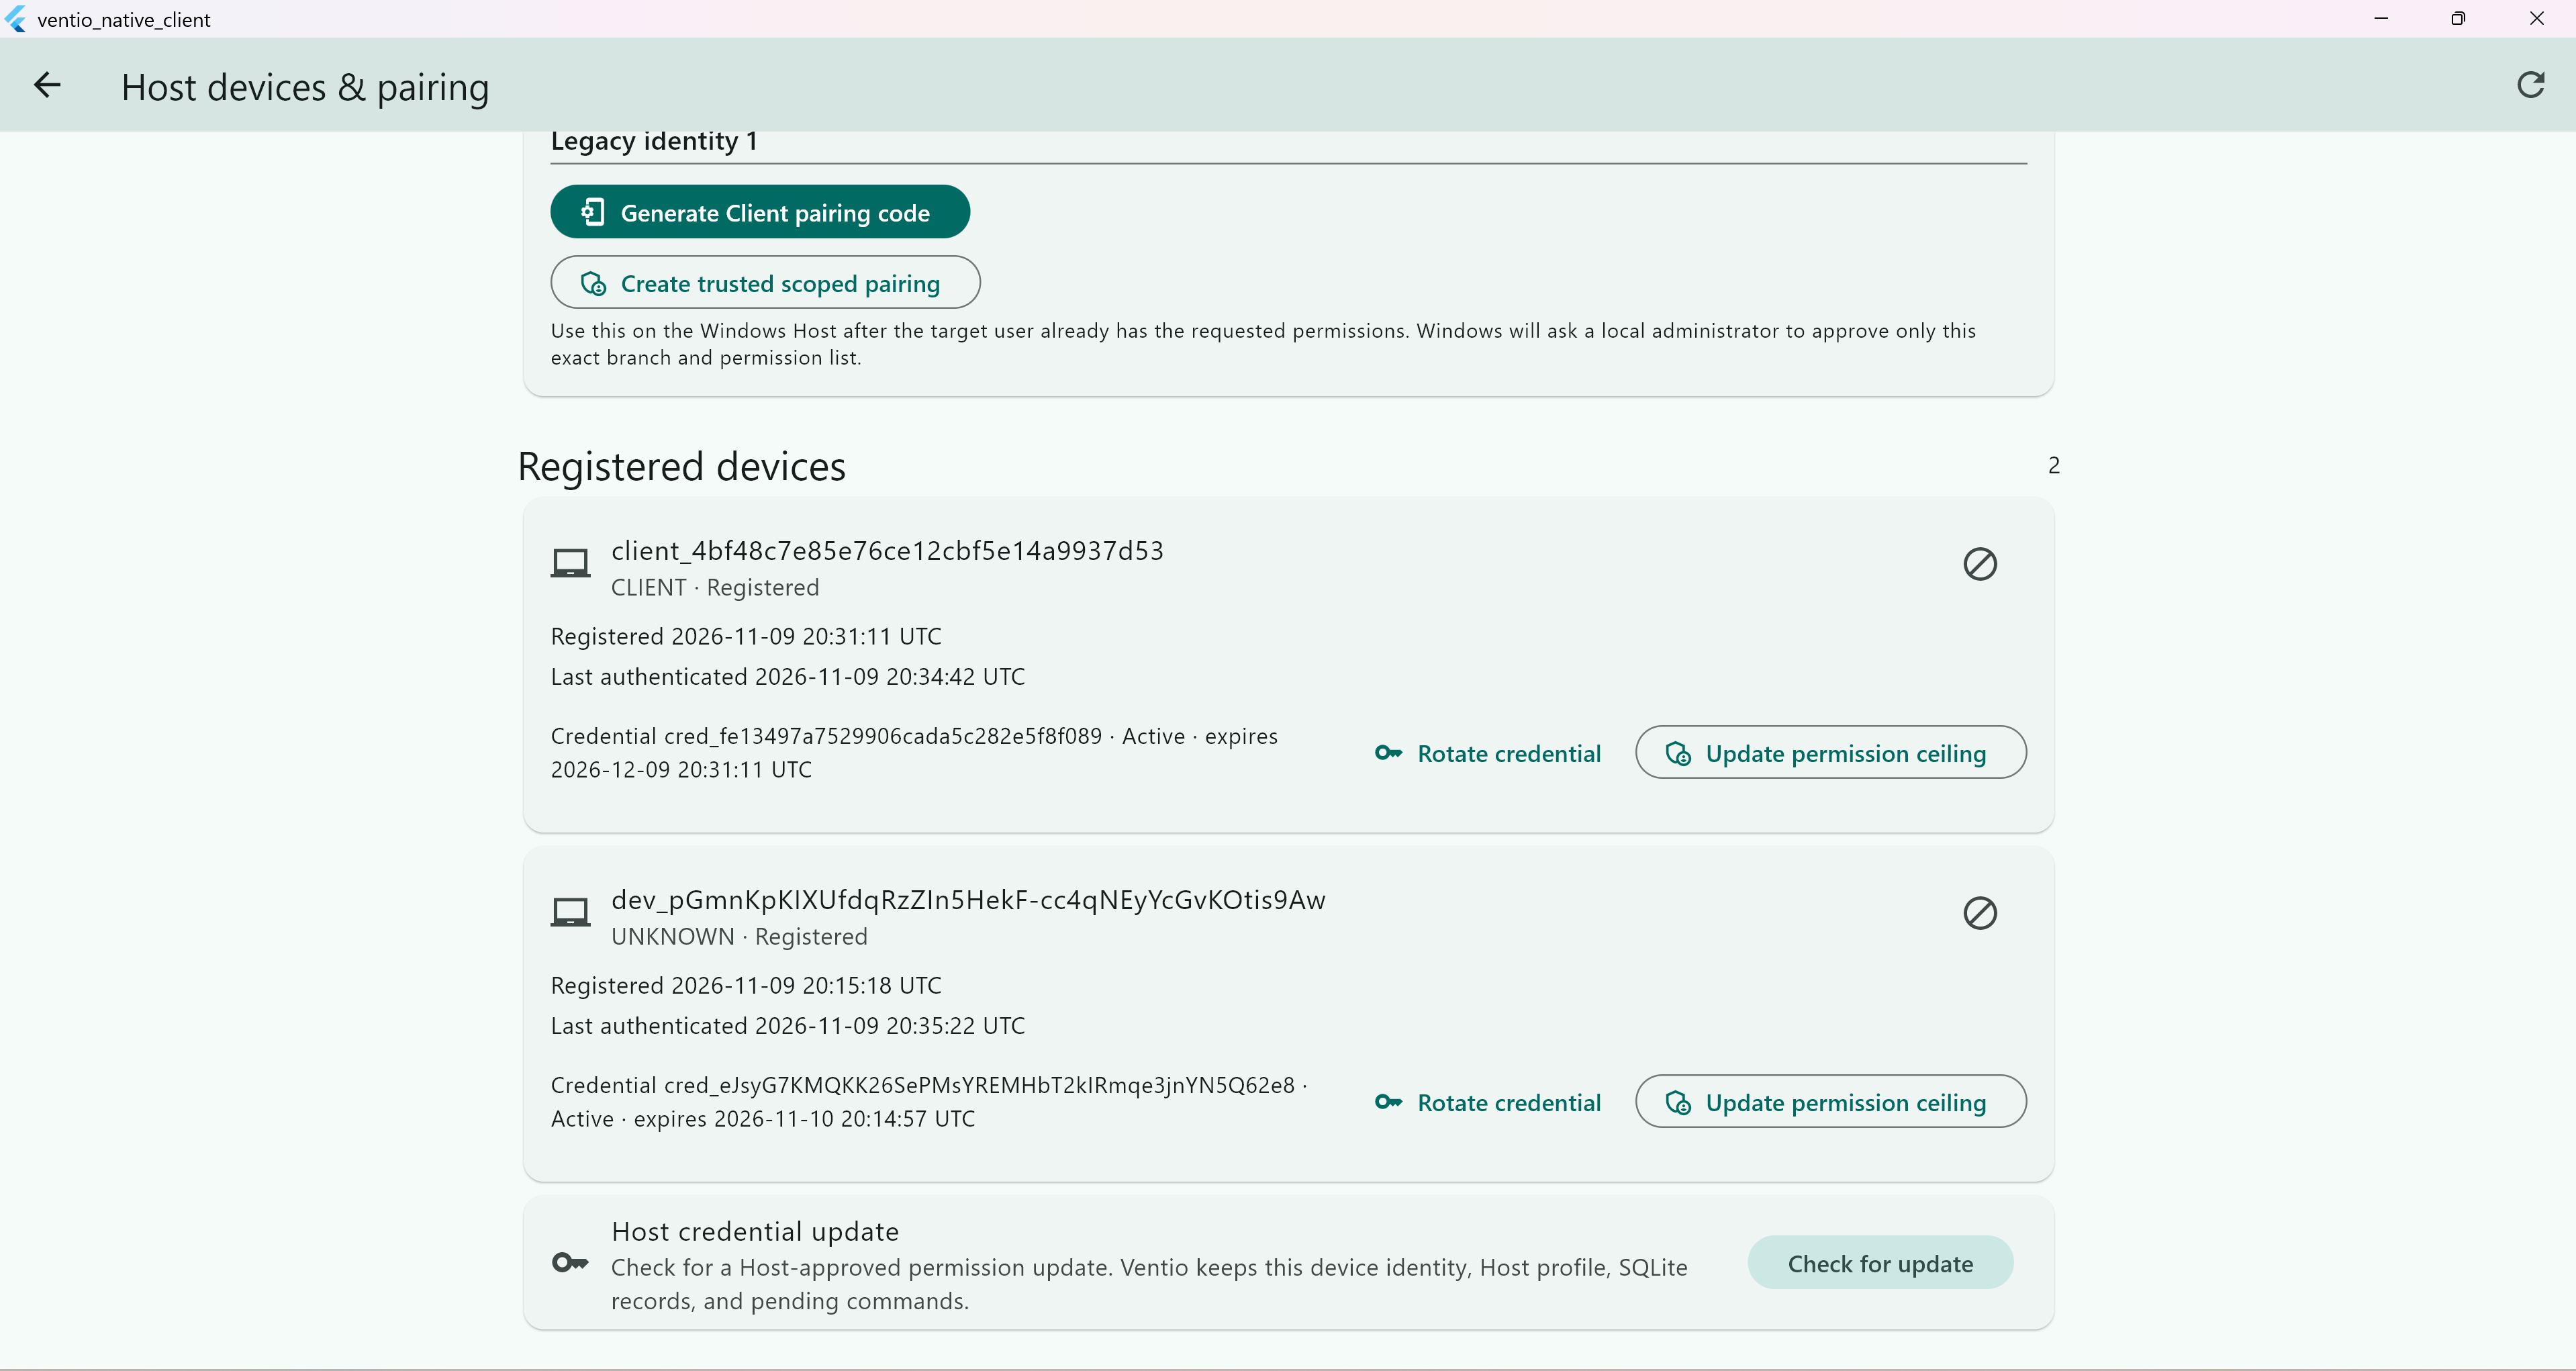 ventio_native_client
Host devices & pairing
Legacy identity 1
Generate Client pairing code
Create trusted scoped pairing
Use this on the Windows Host after the target user already has the requested permissions. Windows will ask a local administrator to approve only this
exact branch and permission list.
Registered devices
2
client_4bf48c7e85e76ce12cbf5e14a9937d53
CLIENT · Registered
Registered 2026-11-09 20:31:11 UTC
Last authenticated 2026-11-09 20:34:42 UTC
Credential cred_fe13497a7529906cada5c282e5f8f089 · Active · expires
2026-12-09 20:31:11 UTC
Rotate credential
Update permission ceiling
dev_pGmnKpKIXUfdqRzZIn5HekF-cc4qNEyYcGvKOtis9Aw
UNKNOWN · Registered
Registered 2026-11-09 20:15:18 UTC
Last authenticated 2026-11-09 20:35:22 UTC
Credential cred_eJsyG7KMQKK26SePMsYREMHbT2kIRmqe3jnYN5Q62e8 ·
Active · expires 2026-11-10 20:14:57 UTC
Rotate credential
Update permission ceiling
Host credential update
Check for a Host-approved permission update. Ventio keeps this device identity, Host profile, SQLite
records, and pending commands.
Check for update